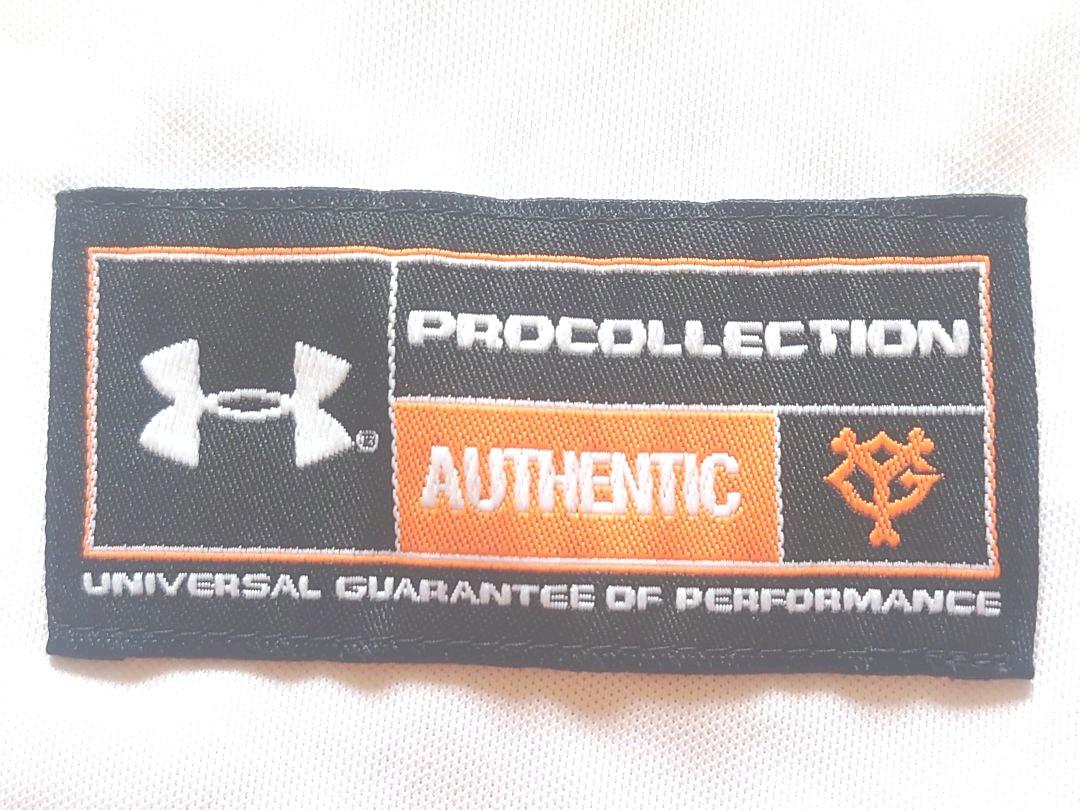 PROCOLLECTION
AUTHENTIC
UNIVERSAL GUARANTEE OF PERFORMANCE